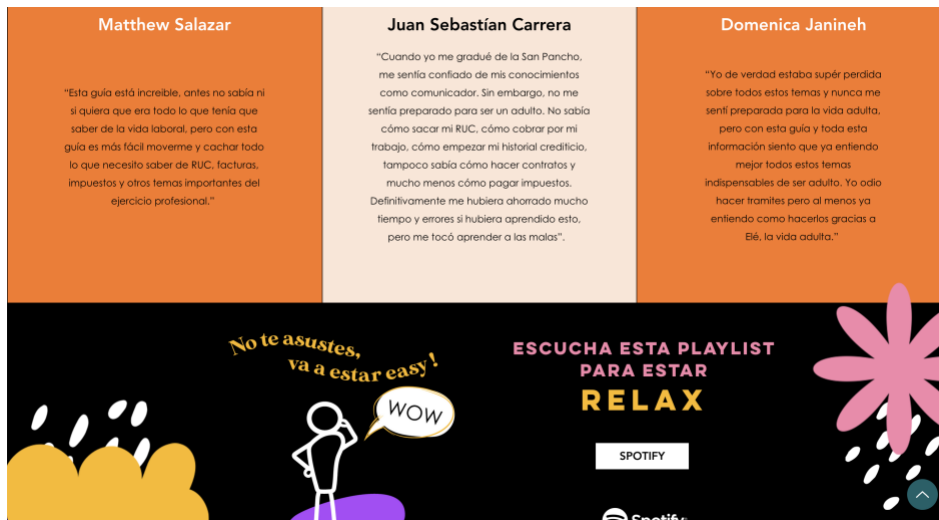 Matthew Salazar
“Esta guía está increible, antes no sabía ni
si quiera que era todo lo que tenía que
saber de la vida laboral, pero con esta
guía es más fácil moverme y cachar todo
lo que necesito saber de RUC, facturas,
impuestos y otros temas importantes del
ejercicio profesional.”
Juan Sebastían Carrera
“Cuando yo me gradué de la San Pancho,
me sentía confiado de mis conocimientos
como comunicador. Sin embargo, no me
sentía preparado para ser un adulto. No sabía
cómo sacar mi RUC, cómo cobrar por mi
trabajo, cómo empezar mi historial crediticio,
tampoco sabía cómo hacer contratos y
mucho menos cómo pagar impuestos.
Definitivamente me hubiera ahorrado mucho
tiempo y errores si hubiera aprendido esto,
pero me tocó aprender a las malas”.
Domenica Janineh
“Yo de verdad estaba supér perdida
sobre todos estos temas y nunca me
sentí preparada para la vida adulta,
pero con esta guía y toda esta
información siento que ya entiendo
mejor todos estos temas
indispensables de ser adulto. Yo odio
hacer tramites pero al menos ya
entiendo como hacerlos gracias a
Elé, la vida adulta.”
No te asustes,
va a estar easy!
WOW
ESCUCHA ESTA PLAYLIST
PARA ESTAR
RELAX
SPOTIFY
Spotify